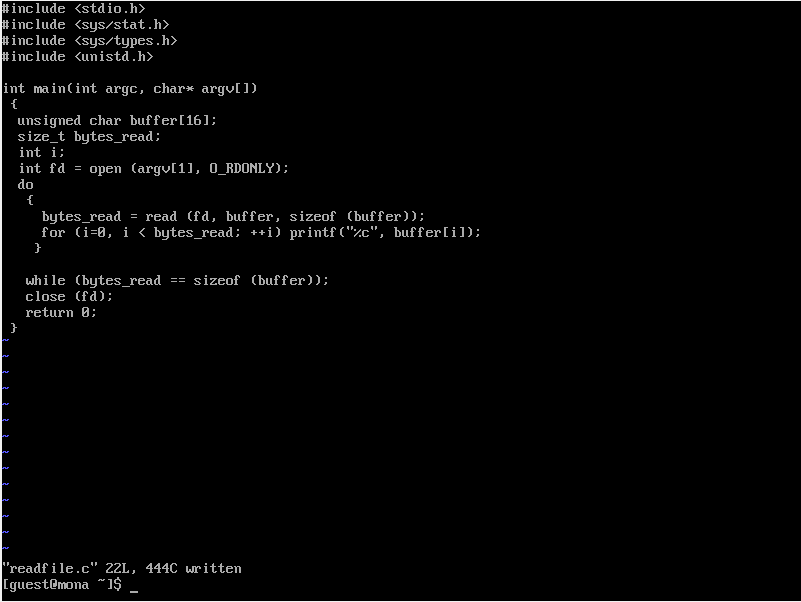 #include <stdio.h>
#include <sys/stat.h>
#include <sys/types.h>
#include <unistd.h>

int main(int argc, char* argv[])
 {
  unsigned char buffer[16];
  size_t bytes_read;
  int i;
  int fd = open (argv[1], O_RDONLY);
  do
   {
     bytes_read = read (fd, buffer, sizeof (buffer));
     for (i=0, i < bytes_read; ++i) printf("%c", buffer[i]);
    }

   while (bytes_read == sizeof (buffer));
   close (fd);
   return 0;
 }
~
~
~
~
~
~
~
~
~
~
~
~
~
~
"readfile.c" 22L, 444C written
[guest@mona ~]$ _